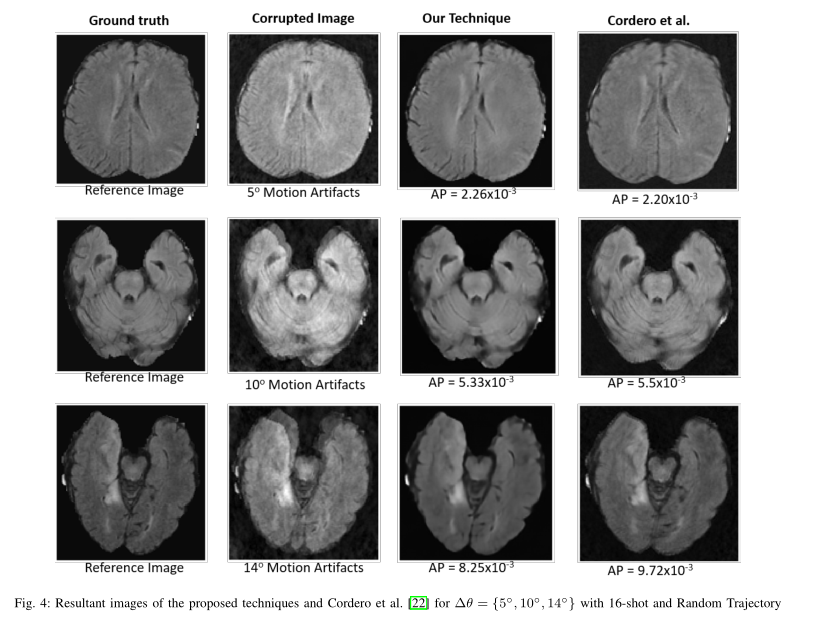 Ground truth Corrupted Image Our Technique Cordero et al.
Reference Image 5° Motion Artifacts AP = 2.26x10⁻³ AP = 2.20x10⁻³
Reference Image 10° Motion Artifacts AP = 5.33x10⁻³ AP = 5.5x10⁻³
Reference Image 14° Motion Artifacts AP = 8.25x10⁻³ AP = 9.72x10⁻³
Fig. 4: Resultant images of the proposed techniques and Cordero et al. [22] for Δθ = {5°, 10°, 14°} with 16-shot and Random Trajectory